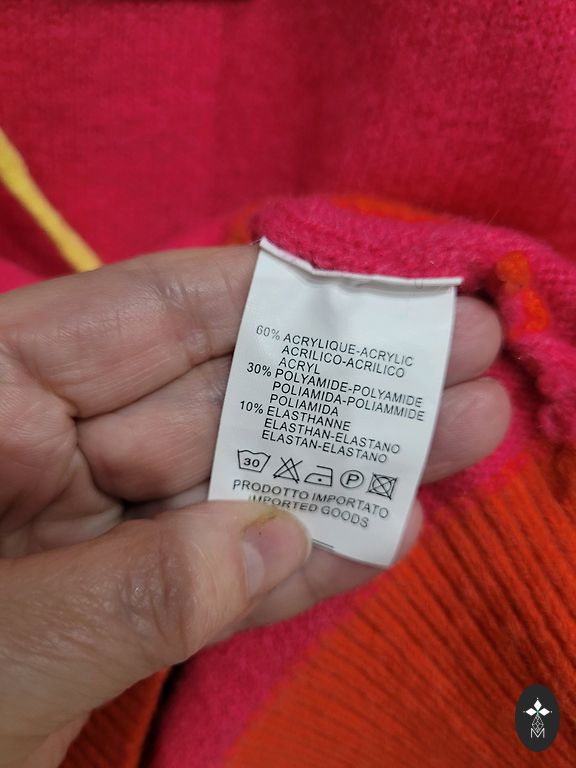 60% ACRYLIQUE-ACRYLIC
ACRILICO-ACRILICO
ACRYL
30% POLYAMIDE-POLYAMIDE
POLIAMIDA-POLIAMMIDE
POLIAMIDA
10% ELASTHANNE
ELASTHAN-ELASTANO
ELASTAN-ELASTANO
30 P
PRODOTTO IMPORTATO
IMPORTED GOODS
M